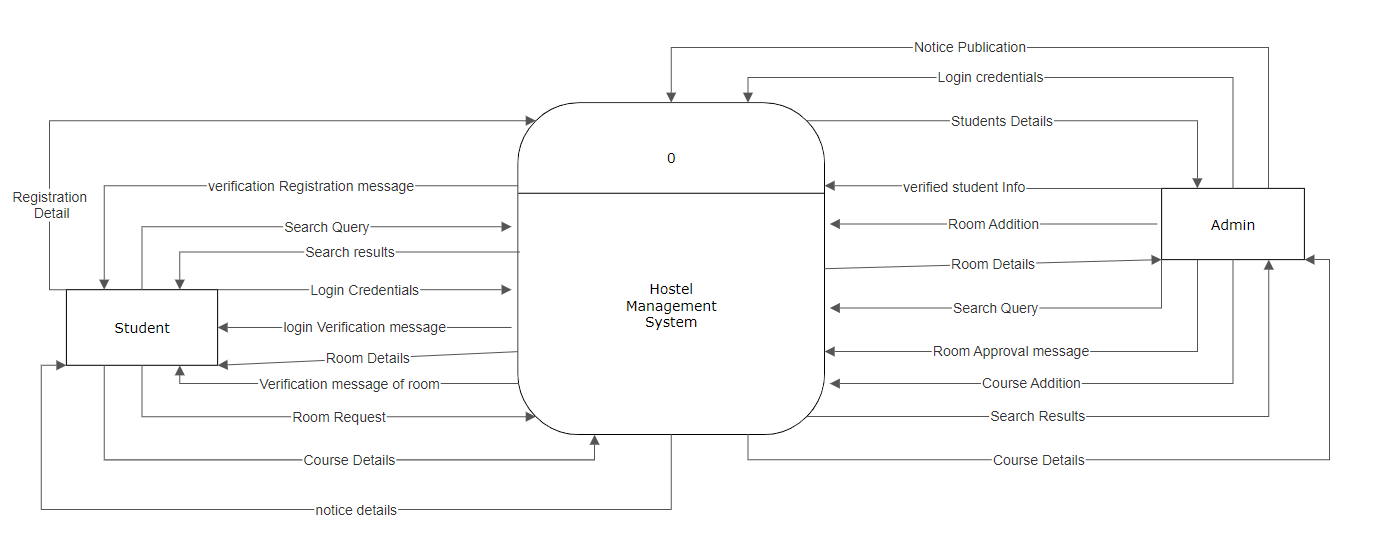 Notice Publication
Login credentials
Students Details
0
verification Registration message
verified student Info
Registration
Detail
Search Query
Room Addition
Admin
Search results
Room Details
Login Credentials
Hostel
Management
System
Search Query
Student
login Verification message
Room Details
Room Approval message
Verification message of room
Course Addition
Room Request
Search Results
Course Details
Course Details
notice details